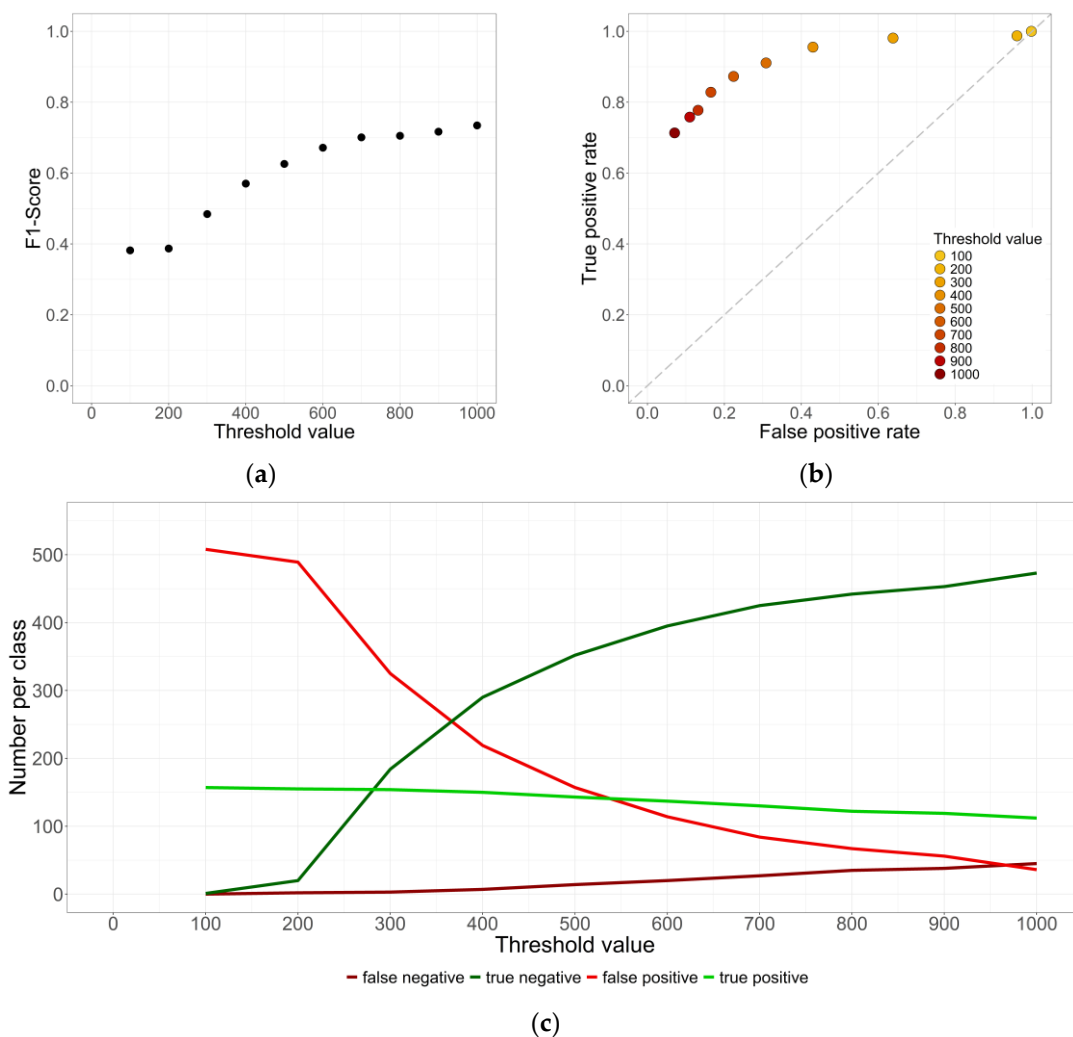 1.0
0.8
0.6
0.4
0.2
0.0
F1-Score
0 200 400 600 800 1000
Threshold value
(a)
1.0
0.8
0.6
0.4
0.2
0.0
True positive rate
Threshold value
100
200
300
400
500
600
700
800
900
1000
0.0 0.2 0.4 0.6 0.8 1.0
False positive rate
(b)
500
400
300
200
100
0
Number per class
0 100 200 300 400 500 600 700 800 900 1000
Threshold value
false negative true negative false positive true positive
(c)